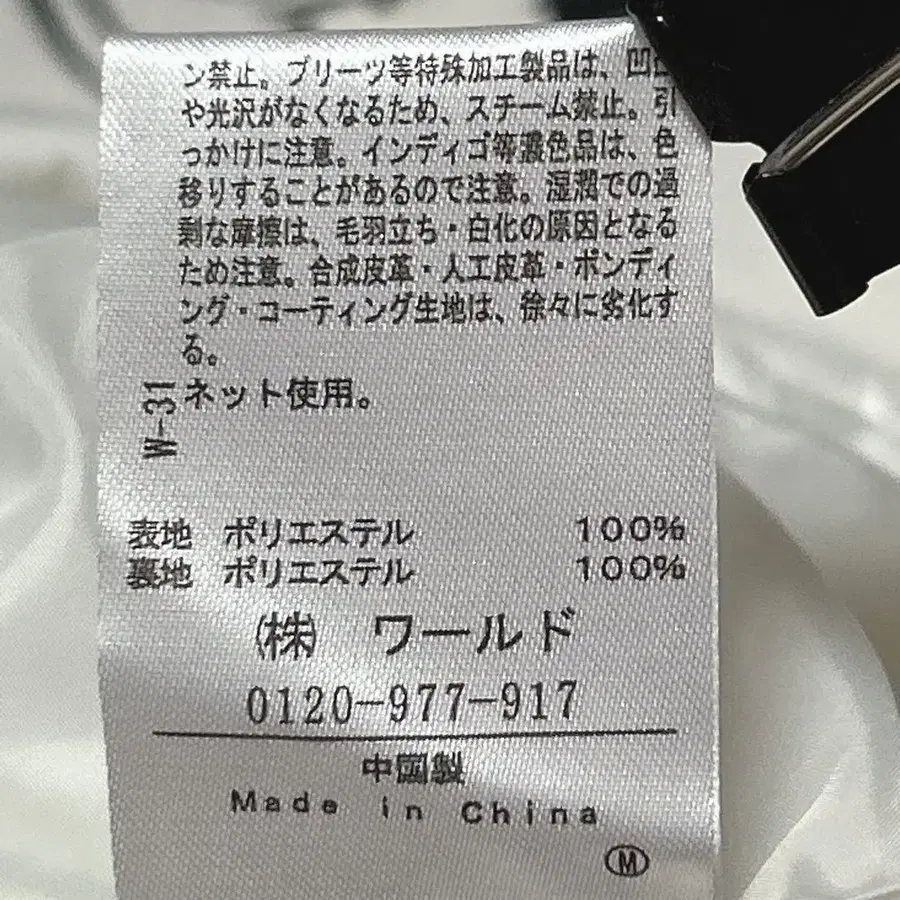 ン禁止。プリーツ等特殊加工製品は、凹凸
や光沢がなくなるため、スチーム禁止。引
っかけに注意。インディゴ等濃色品は、色
移りすることがあるので注意。湿潤での過
剰な摩擦は、毛羽立ち・白化の原因となる
ため注意。合成皮革・人工皮革・ボンディ
ング・コーティング生地は、徐々に劣化す
る。
W-31
ネット使用。
表地 ポリエステル 100%
裏地 ポリエステル 100%
㈱ ワールド
0120-977-917
中国製
Made in China
Ⓜ